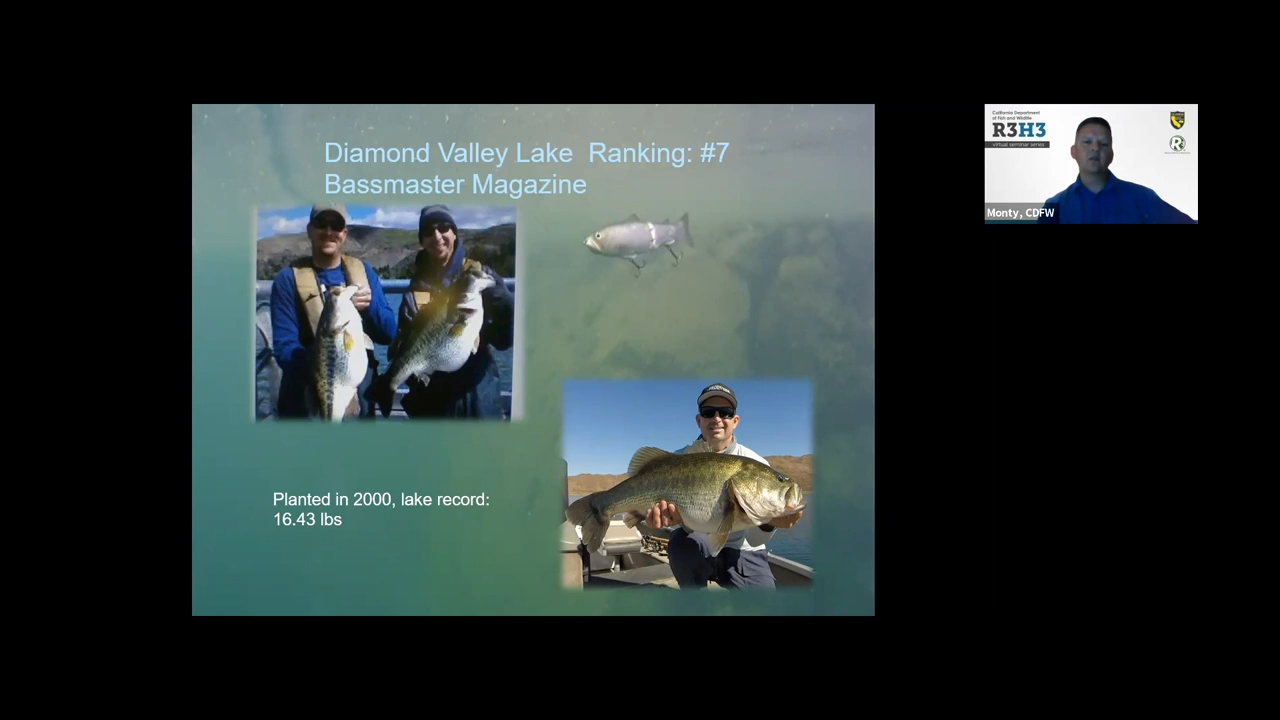 Diamond Valley Lake Ranking: #7
Bassmaster Magazine
Planted in 2000, lake record:
16.43 lbs
California Department
of Fish and Wildlife
R3H3
virtual seminar series
Monty, CDFW